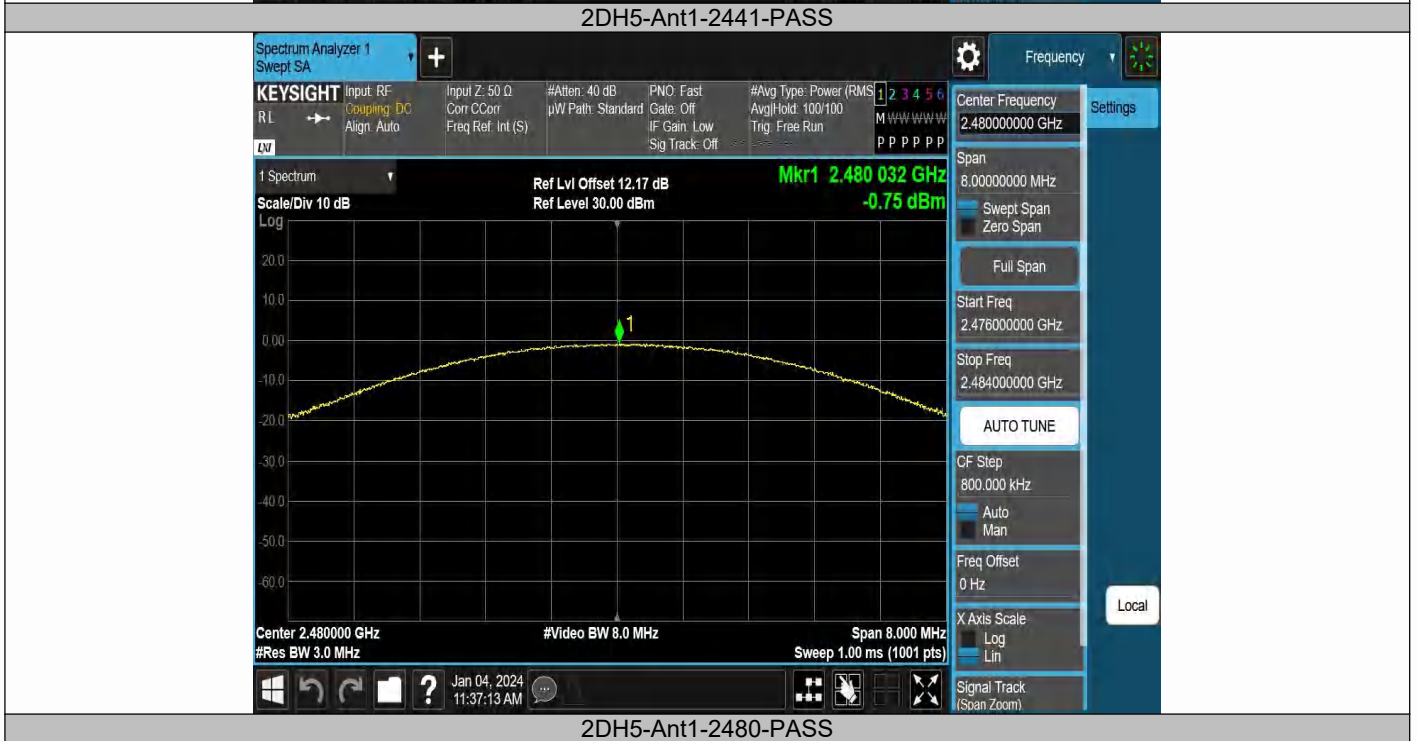 2DH5-Ant1-2441-PASS
Spectrum Analyzer 1
Swept SA
+
Frequency
KEYSIGHT
RL
LXI
Input: RF
Coupling: DC
Align: Auto
Input Z: 50 Ω
Corr CCorr
Freq Ref: Int (S)
#Atten: 40 dB
µW Path: Standard
PNO: Fast
Gate: Off
IF Gain: Low
Sig Track: Off
#Avg Type: Power (RMS
Avg|Hold: 100/100
Trig: Free Run
1 2 3 4 5 6
M W W W W W
P P P P P P
Center Frequency
2.480000000 GHz
Settings
Span
8.00000000 MHz
Swept Span
Zero Span
Full Span
Start Freq
2.476000000 GHz
Stop Freq
2.484000000 GHz
AUTO TUNE
CF Step
800.000 kHz
Auto
Man
Freq Offset
0 Hz
X Axis Scale
Log
Lin
Local
Signal Track
(Span Zoom)
1 Spectrum
Scale/Div 10 dB
Ref Lvl Offset 12.17 dB
Ref Level 30.00 dBm
Mkr1 2.480 032 GHz
-0.75 dBm
Log
20.0
10.0
0.00
-10.0
-20.0
-30.0
-40.0
-50.0
-60.0
1
Center 2.480000 GHz
#Res BW 3.0 MHz
#Video BW 8.0 MHz
Span 8.000 MHz
Sweep 1.00 ms (1001 pts)
?
Jan 04, 2024
11:37:13 AM
2DH5-Ant1-2480-PASS